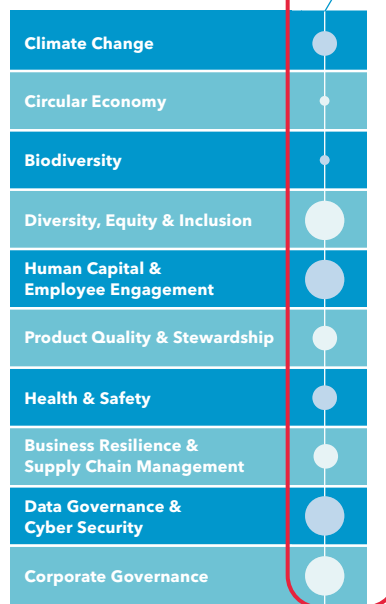 Climate Change
Circular Economy
Biodiversity
Diversity, Equity & Inclusion
Human Capital &
Employee Engagement
Product Quality & Stewardship
Health & Safety
Business Resilience &
Supply Chain Management
Data Governance &
Cyber Security
Corporate Governance